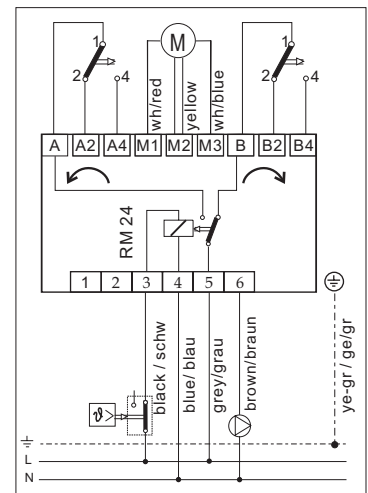 1 1
2 4 2 4
M
wh/red yellow wh/blue
A A2 A4 M1 M2 M3 B B2 B4
RM 24
1 2 3 4 5 6
black / schw
blue/ blau
grey/grau
brown/braun
ye-gr / ge/gr
ϑ >
L
N